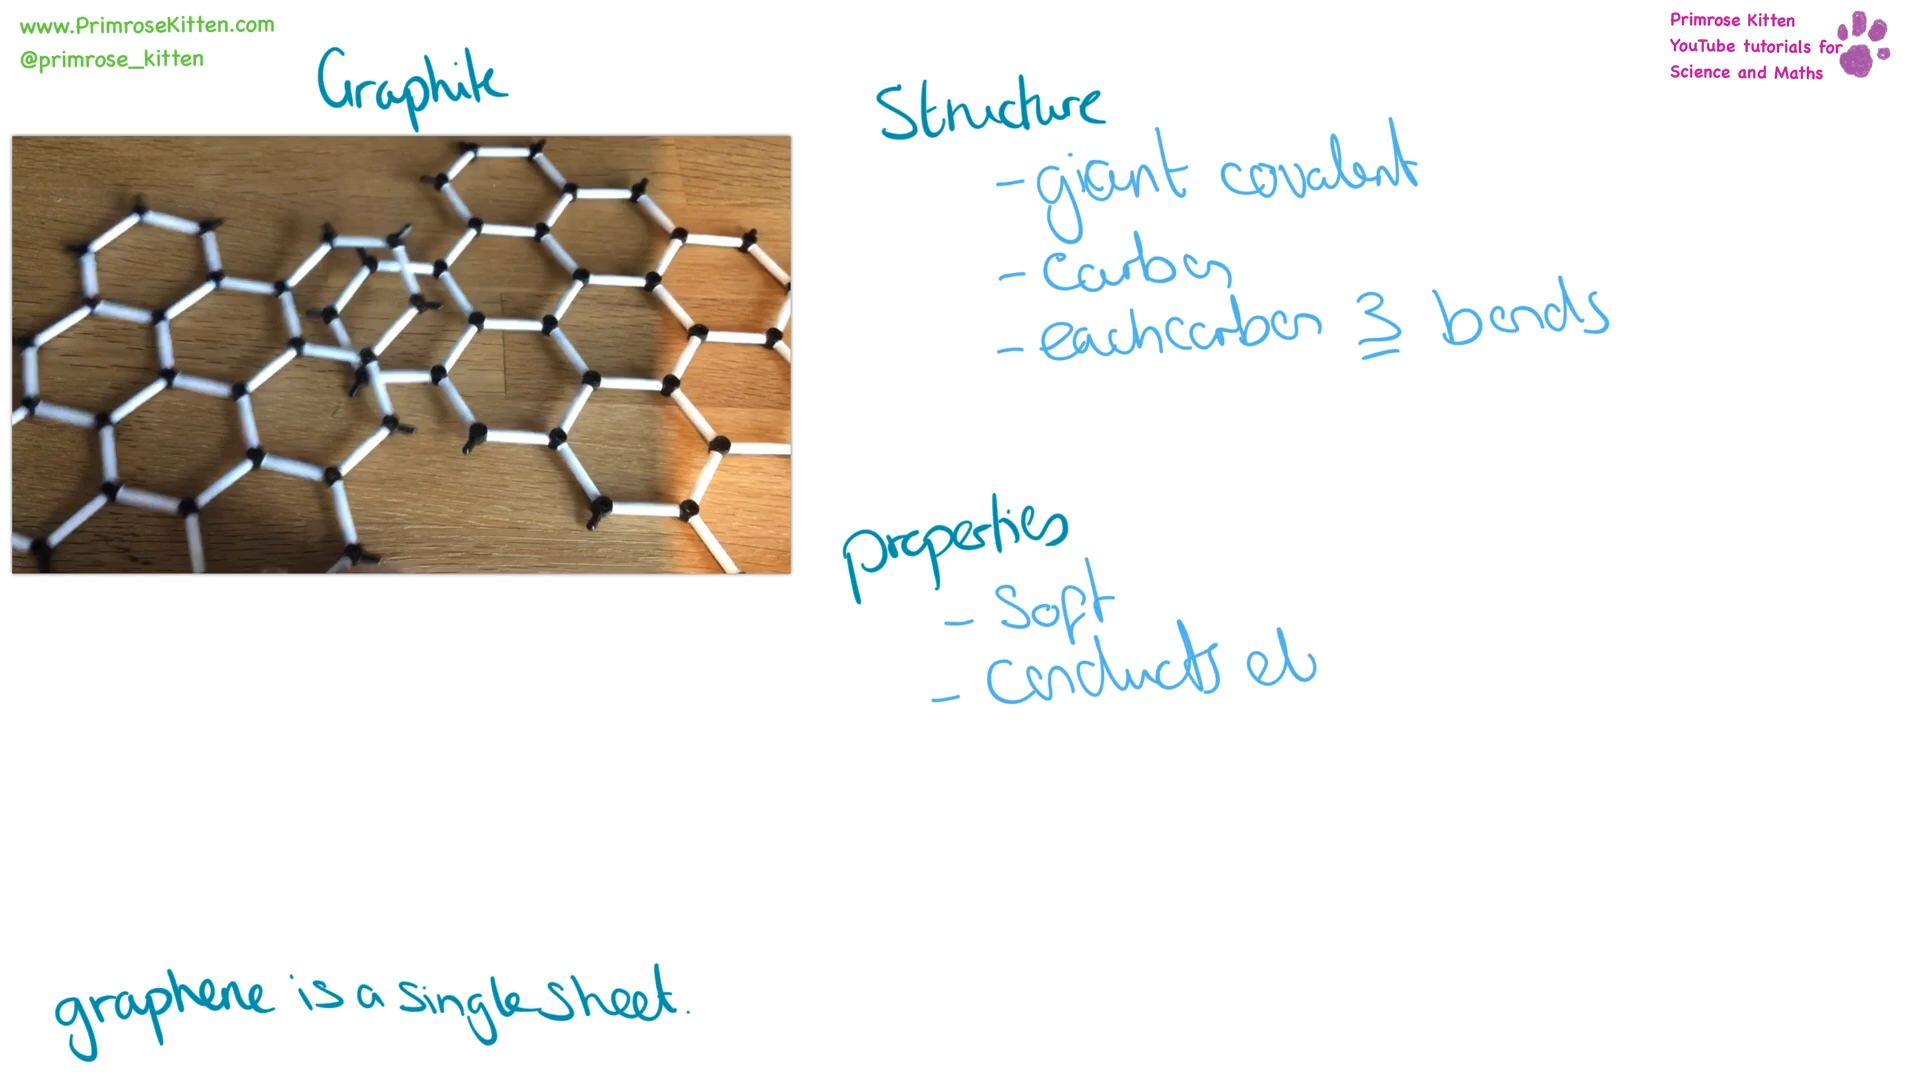 www.PrimroseKitten.com
@primrose_kitten
Primrose Kitten
YouTube tutorials for
Science and Maths
Graphite
Structure
- giant covalent
- carbon
- each carbon 3 bonds
properties
- Soft
- conducts el
graphene is a single sheet.